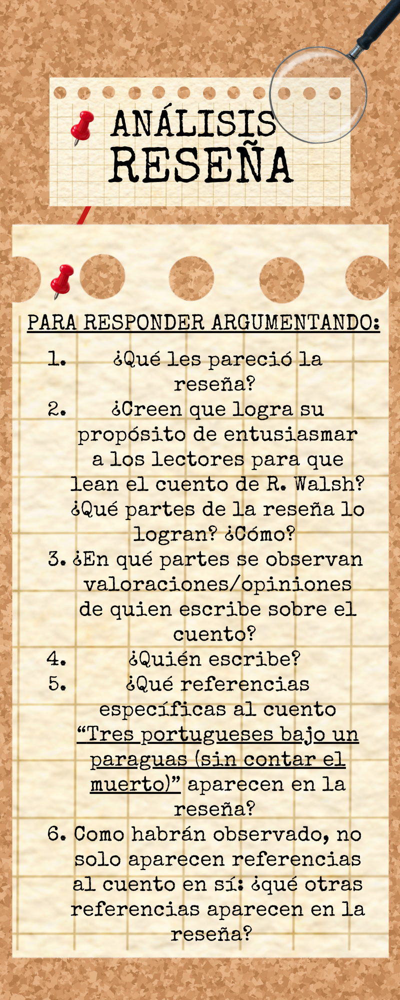 ANÁLISIS
RESEÑA
PARA RESPONDER ARGUMENTANDO:
1. ¿Qué les pareció la
reseña?
2. ¿Creen que logra su
propósito de entusiasmar
a los lectores para que
lean el cuento de R. Walsh?
¿Qué partes de la reseña lo
logran? ¿Cómo?
3. ¿En qué partes se observan
valoraciones/opiniones
de quien escribe sobre el
cuento?
4. ¿Quién escribe?
5. ¿Qué referencias
específicas al cuento
“Tres portugueses bajo un
paraguas (sin contar el
muerto)” aparecen en la
reseña?
6. Como habrán observado, no
solo aparecen referencias
al cuento en sí: ¿qué otras
referencias aparecen en la
reseña?